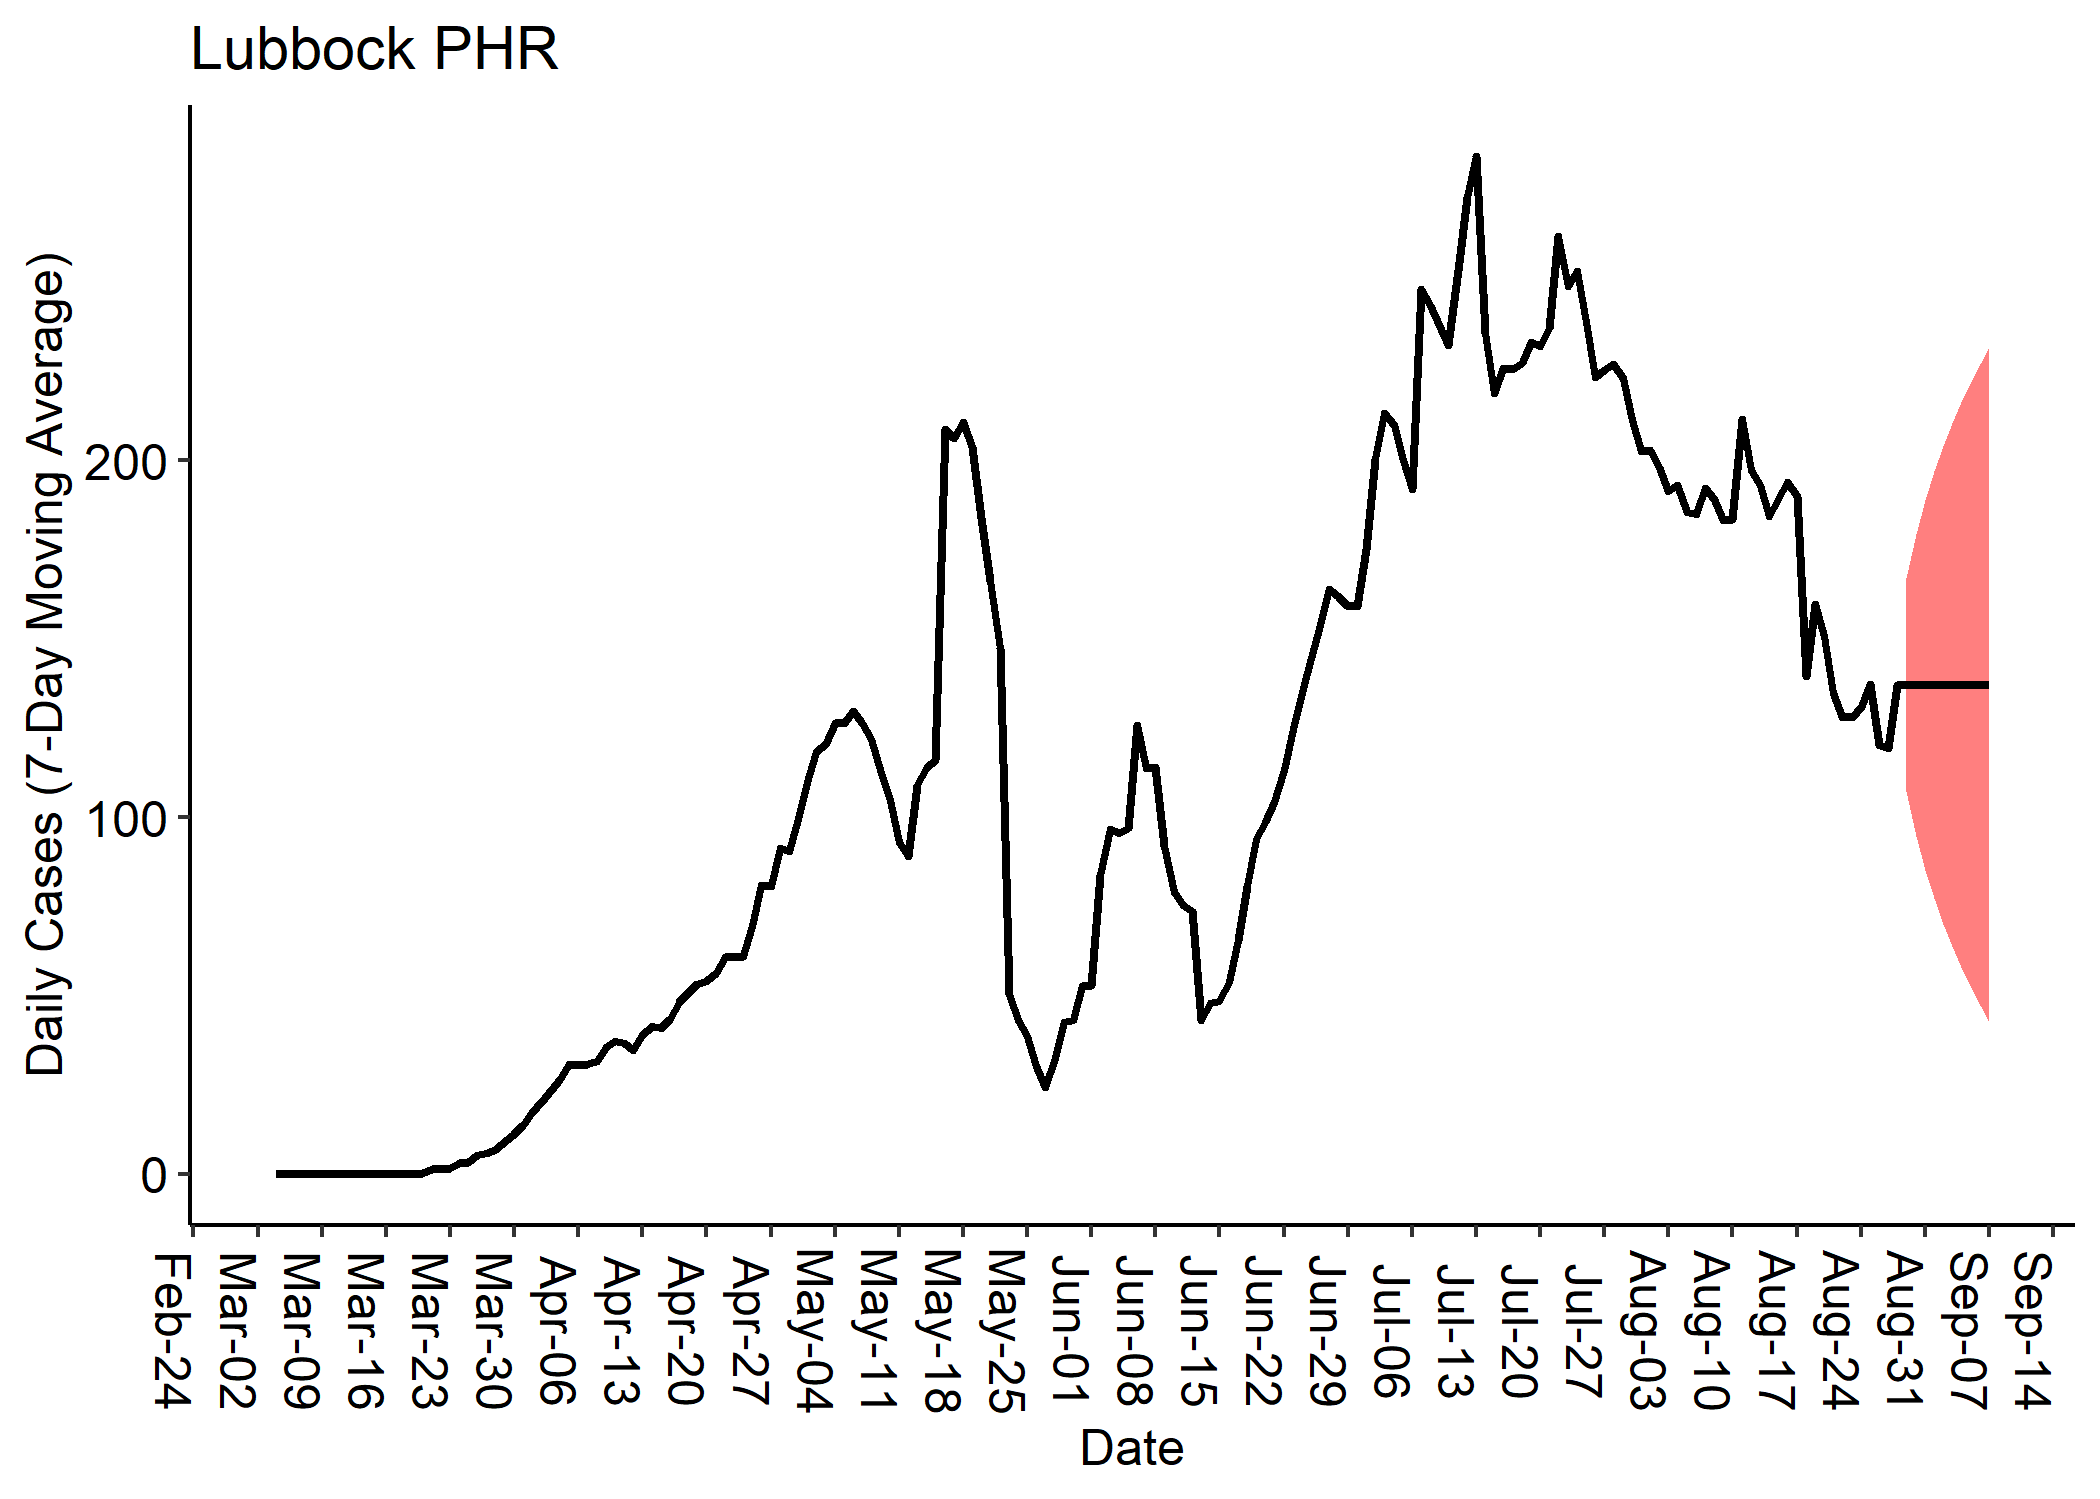 Lubbock PHR
Daily Cases (7-Day Moving Average)
200
100
0
Feb-24
Mar-02
Mar-09
Mar-16
Mar-23
Mar-30
Apr-06
Apr-13
Apr-20
Apr-27
May-04
May-11
May-18
May-25
Jun-01
Jun-08
Jun-15
Jun-22
Jun-29
Jul-06
Jul-13
Jul-20
Jul-27
Aug-03
Aug-10
Aug-17
Aug-24
Aug-31
Sep-07
Sep-14
Date